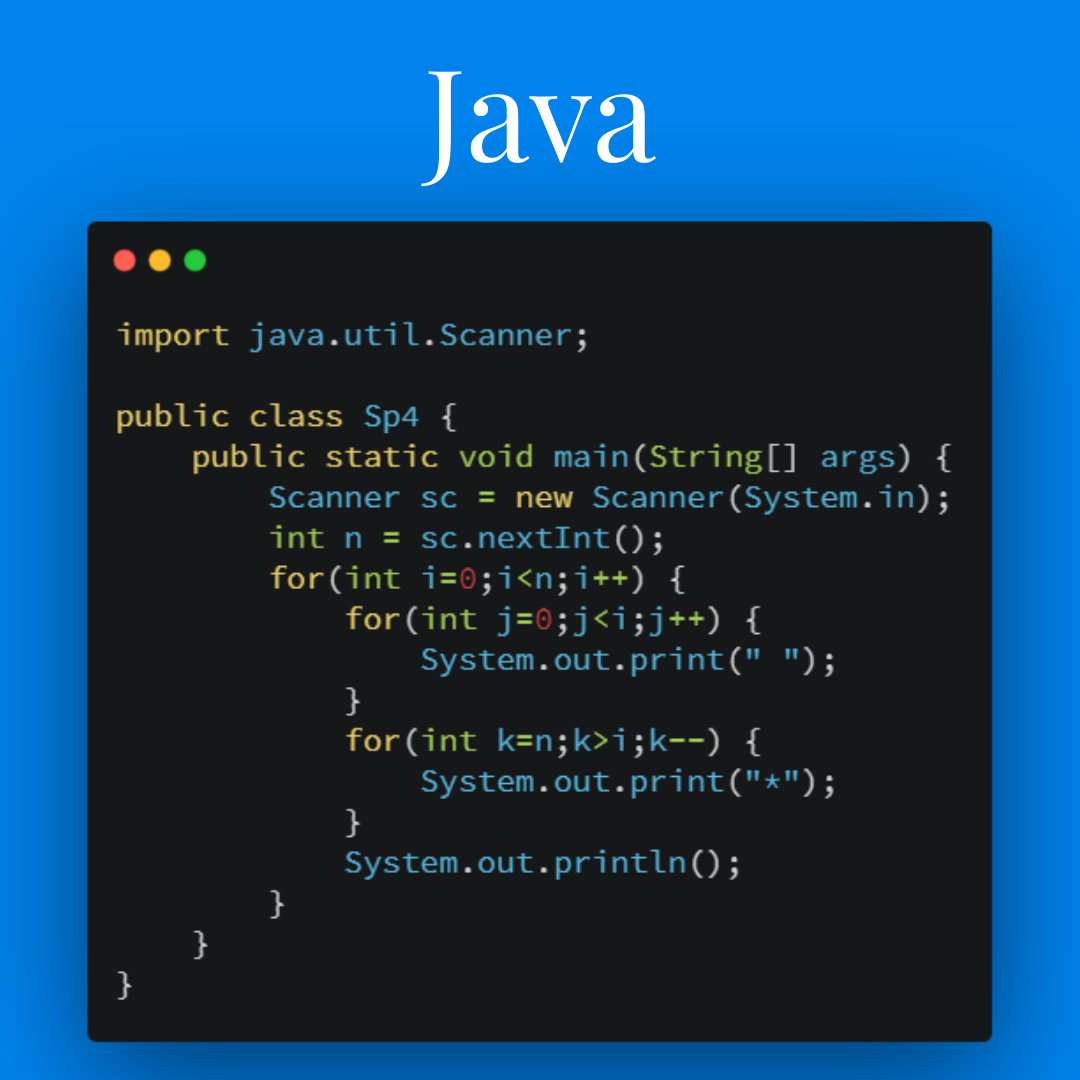 Java
import java.util.Scanner;
public class Sp4 {
    public static void main(String[] args) {
        Scanner sc = new Scanner(System.in);
        int n = sc.nextInt();
        for(int i=0;i<n;i++) {
            for(int j=0;j<i;j++) {
                System.out.print(" ");
            }
            for(int k=n;k>i;k--) {
                System.out.print("*");
            }
            System.out.println();
        }
    }
}